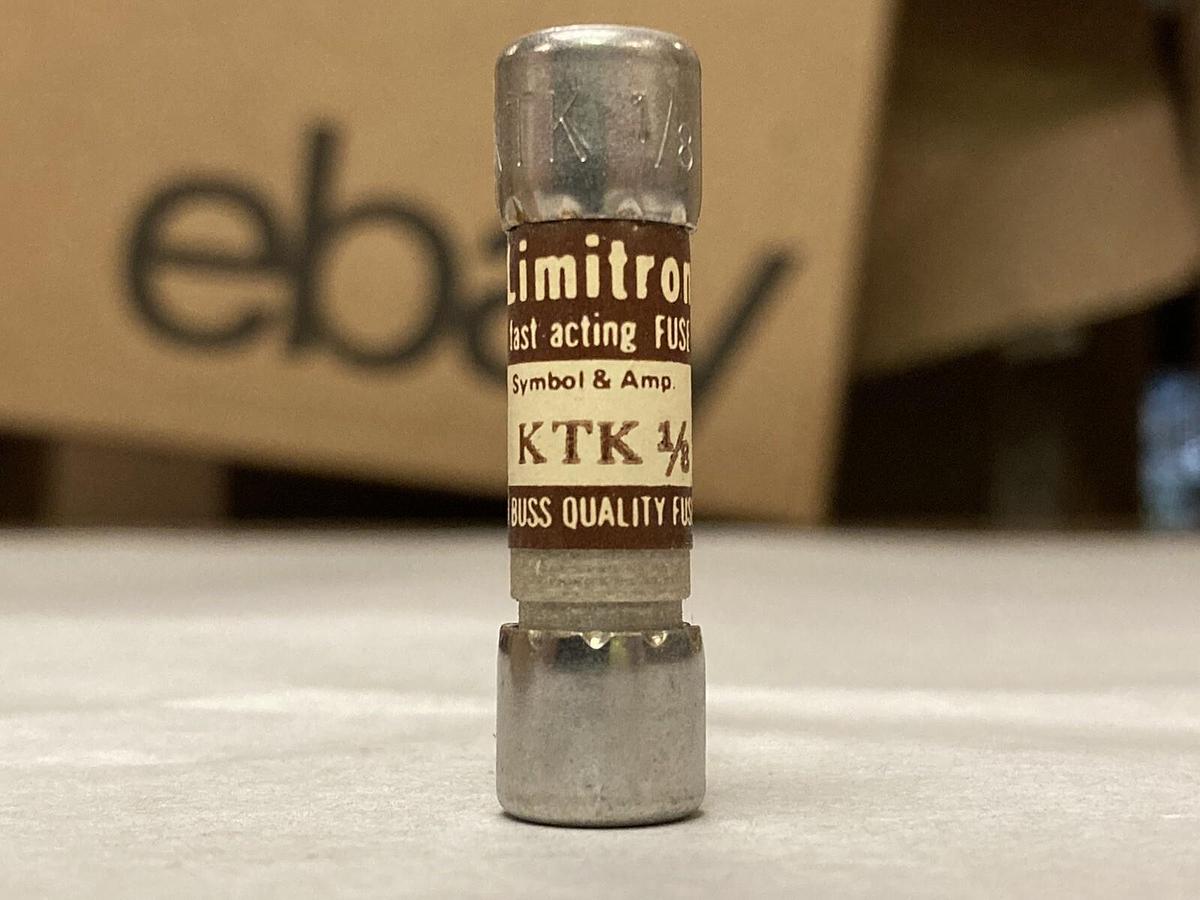 KTK 1/8
Limitron
fast acting FUSE
Symbol & Amp.
KTK 1/8
BUSS QUALITY FUS
ebay